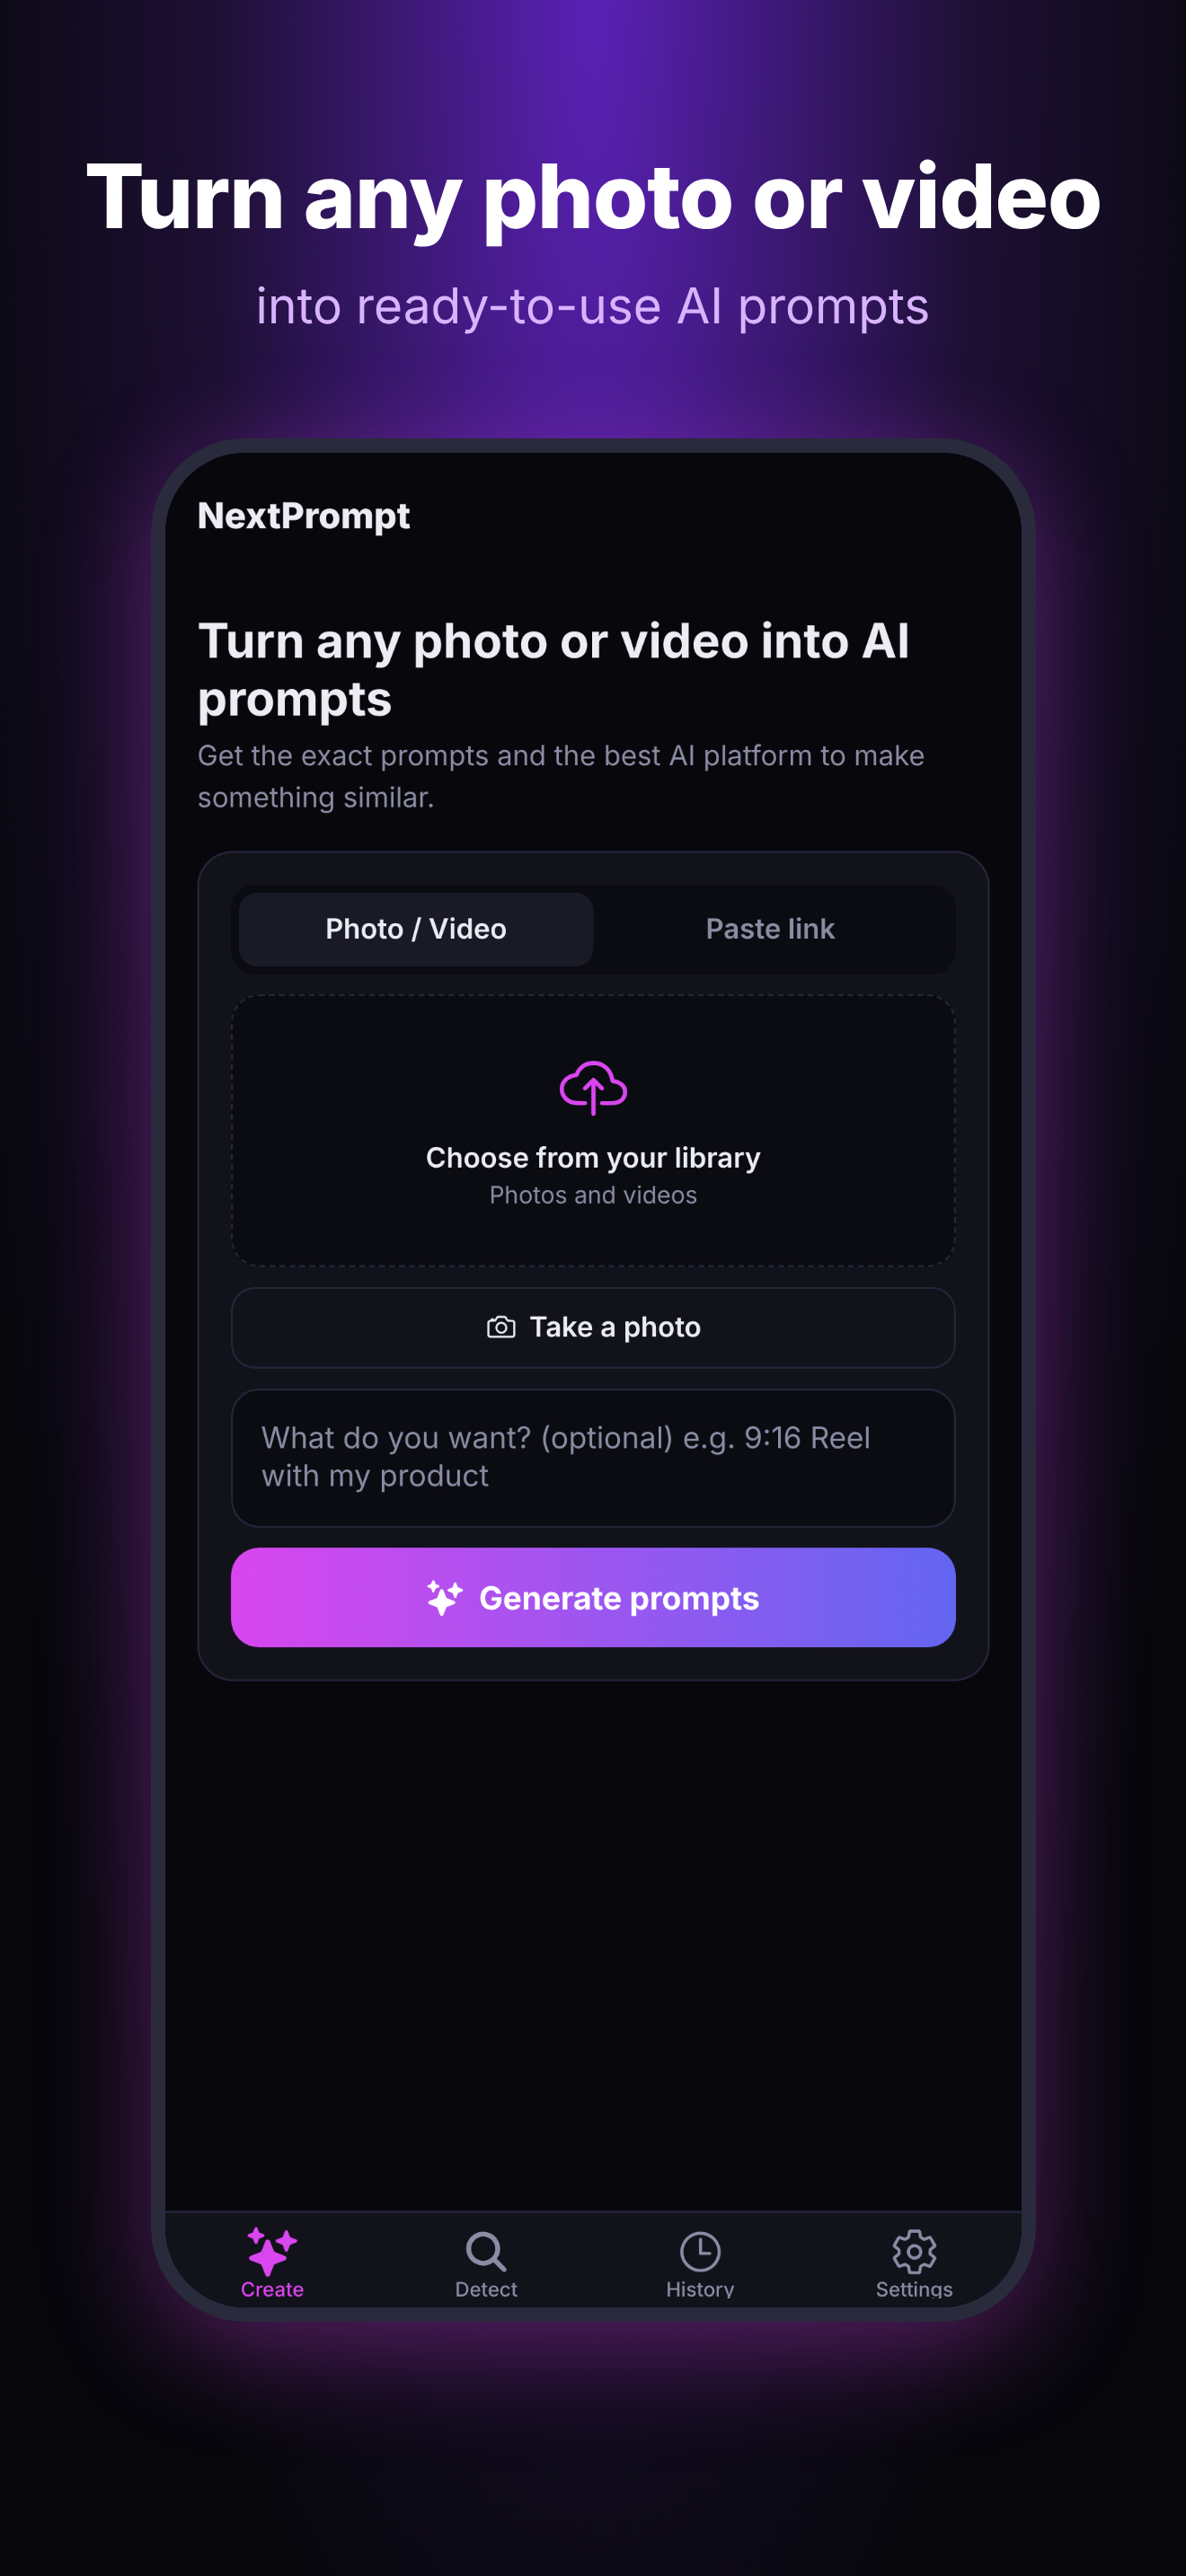 Turn any photo or video
into ready-to-use AI prompts
NextPrompt
Turn any photo or video into AI
prompts
Get the exact prompts and the best AI platform to make
something similar.
Photo / Video
Paste link
Choose from your library
Photos and videos
Take a photo
What do you want? (optional) e.g. 9:16 Reel
with my product
Generate prompts
Create
Detect
History
Settings